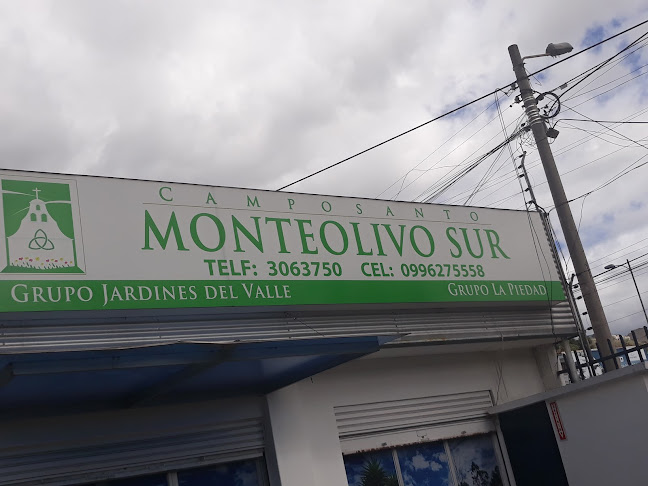 CAMPOSANTO
MONTEOLIVO SUR
TELF: 3063750 CEL: 0996275558
GRUPO JARDINES DEL VALLE GRUPO LA PIEDAD